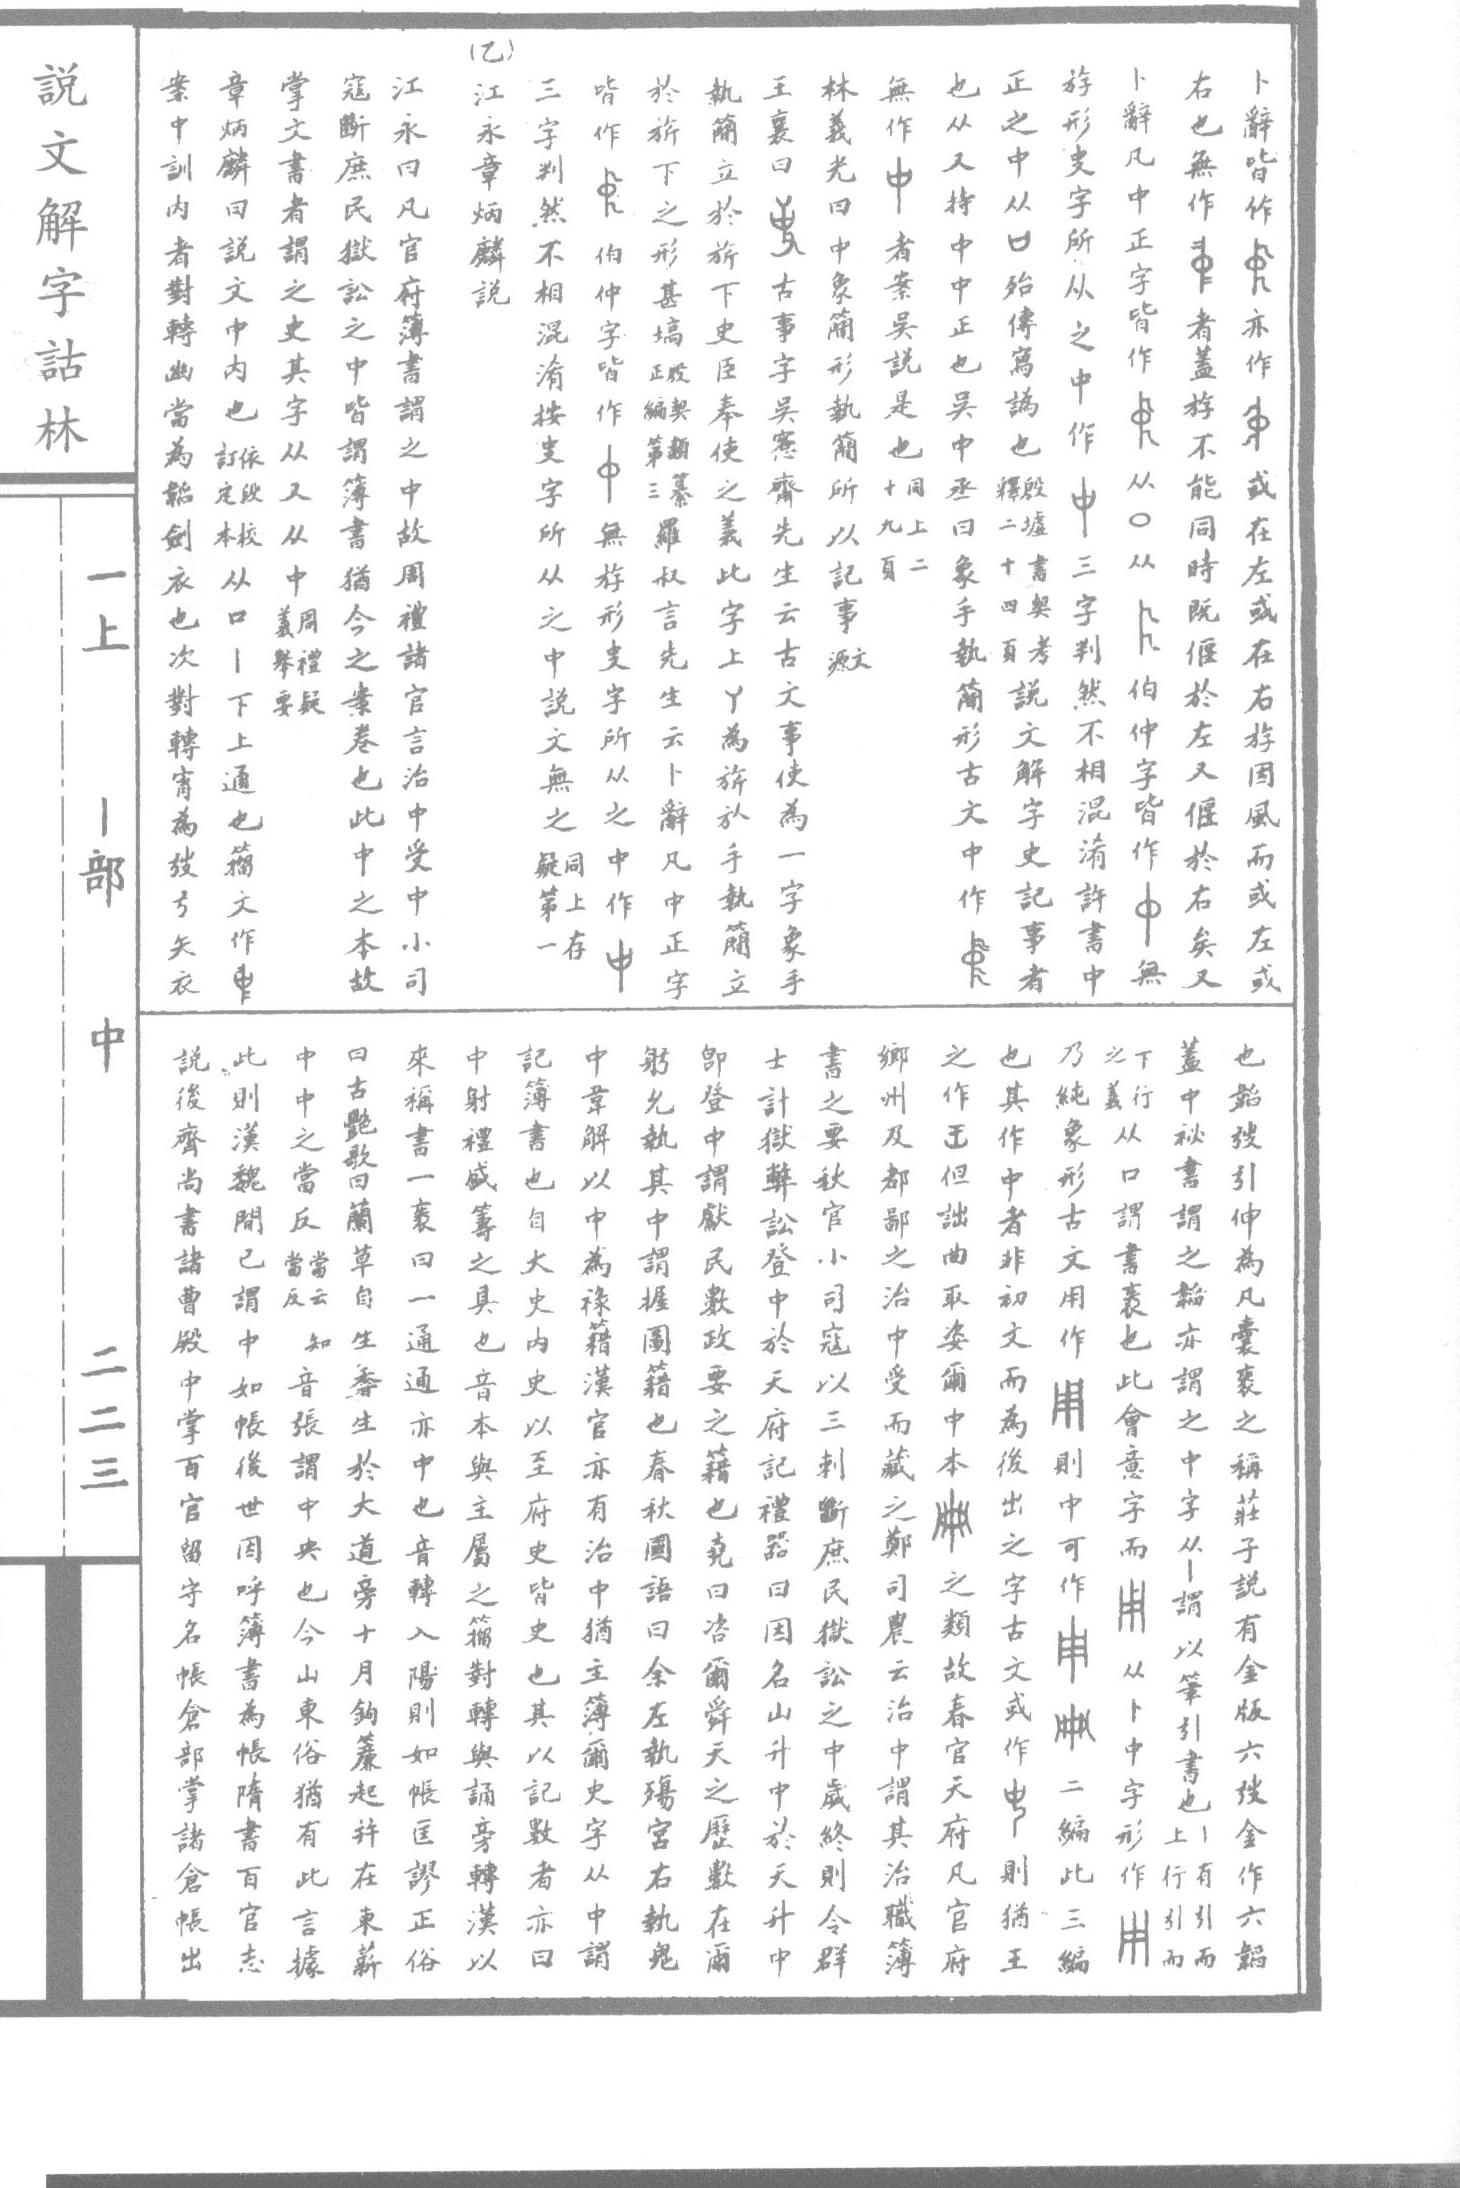 卜辭皆作亦作或在左或在右斿因風而或左或
右也無作者蓋斿不能同時既偃於左又偃於右矣又
卜辭凡中正字皆作从○从伯仲字皆作無
斿形史字所从之中作三字判然不相混淆許書中
正之中从口殆傳寫譌也殷虛書契考釋二十四頁說文解字史記事者
也从又持中中正也吳中丞曰象手執簡形古文中作
無作者案吳說是也同上二十九頁
林義光曰中象簡形執簡所以記事文源
王襄曰古事字吳愙齋先生云古文事使為一字象手
執簡立於旂下史臣奉使之義此字上丫為旂於手執簡立
於旂下之形甚塙殷契類纂正編第三羅叔言先生云卜辭凡中正字
皆作伯仲字皆作無斿形史字所从之中作
三字判然不相混淆按史字所从之中說文無之同上存疑第一
(乙)江永章炳麟說
江永曰凡官府簿書謂之中故周禮諸官言治中受中小司
寇斷庶民獄訟之中皆謂簿書猶今之案卷也此中之本故
掌文書者謂之史其字从又从中周禮疑義舉要
章炳麟曰說文中內也依段校訂定本从口丨下上通也籀文作
案中訓內者對轉幽當為韜劍衣也次對轉宵為弢弓矢衣
也韜弢引伸為凡囊袠之稱莊子說有金版六弢金作六韜
蓋中祕書謂之韜亦謂之中字从丨謂以筆引書也丨有引而上行引而
下行之義从口謂書袠也此會意字而从卜中字形作
乃純象形古文用作則中可作二編此三編
也其作中者非初文而為後出之字古文或作則猶王
之作但詘曲取姿爾中本之類故春官天府凡官府
鄉州及都鄙之治中受而藏之鄭司農云治中謂其治職簿
書之要秋官小司寇以三刺斷庶民獄訟之中歲終則令群
士計獄弊訟登中於天府記禮器曰因名山升中於天升中
即登中謂獻民數政要之籍也堯曰咨爾舜天之歷數在爾
躬允執其中謂握圖籍也春秋國語曰余左執殤宮右執鬼
中韋解以中為祿籍漢官亦有治中猶主簿爾史字从中謂
記簿書也自大史內史以至府史皆史也其以記數者亦曰
中射禮盛筭之具也音本與主屬之籀對轉與誦旁轉漢以
來稱書一袠曰一通通亦中也音轉入陽則如帳匡謬正俗
曰古艷歌曰蘭草自生香生於大道旁十月鉤簾起幷在束薪
中中之當反當云當反知音張謂中央也今山東俗猶有此言據
此則漢魏間已謂中如帳後世因呼簿書為帳隋書百官志
說後齊尚書諸曹殿中掌百官留守名帳倉部掌諸倉帳出
說文解字詁林
一上
丨部
中
二二三